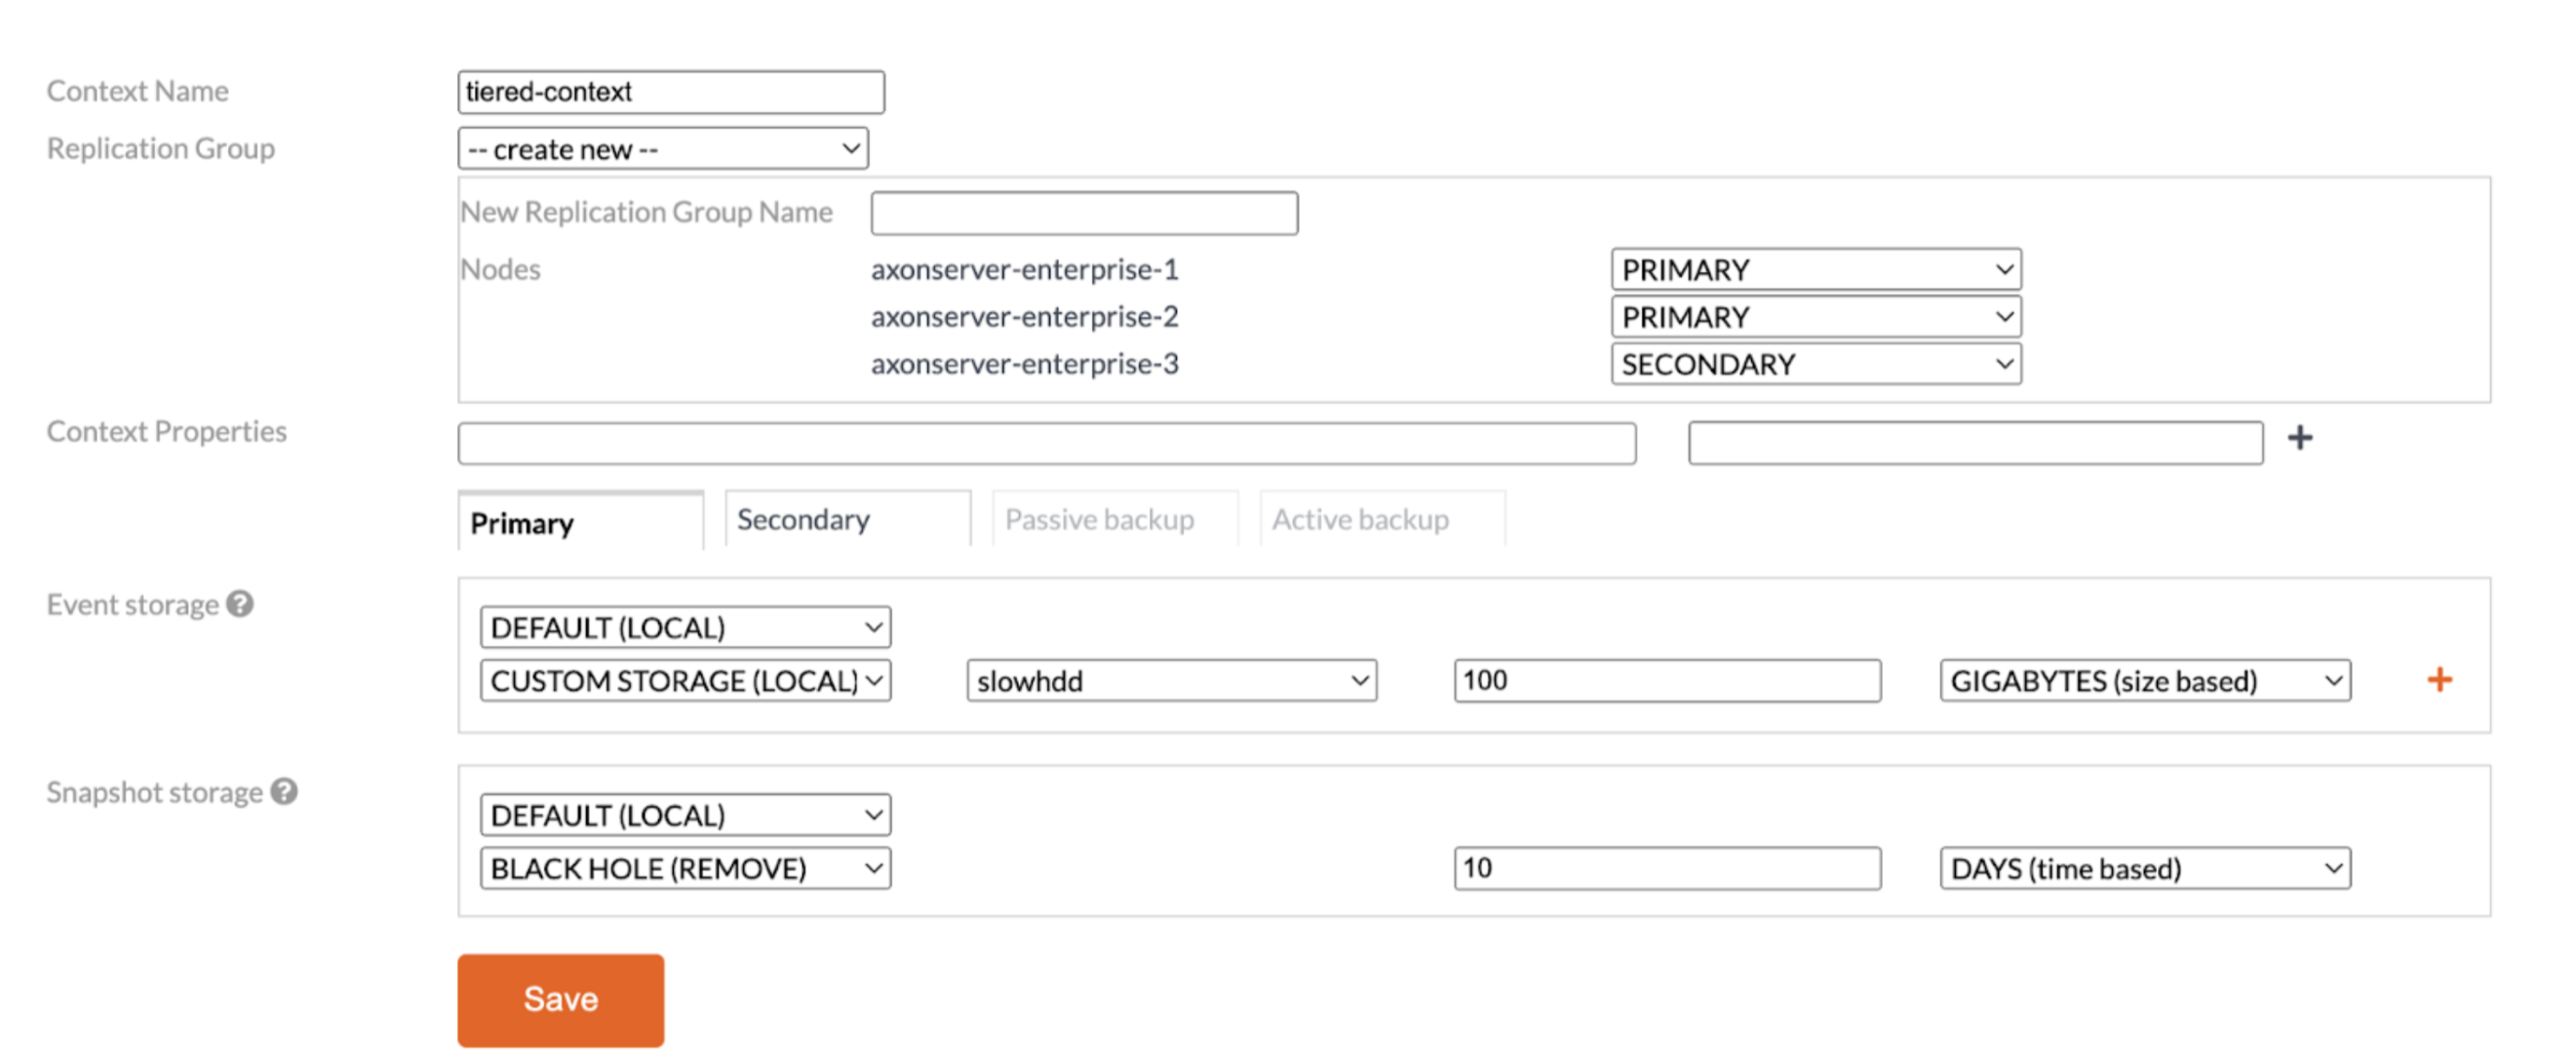 Context Name tiered-context
Replication Group -- create new --
New Replication Group Name
Nodes axonserver-enterprise-1 PRIMARY
axonserver-enterprise-2 PRIMARY
axonserver-enterprise-3 SECONDARY
Context Properties +
Primary Secondary Passive backup Active backup
Event storage ? DEFAULT (LOCAL)
CUSTOM STORAGE (LOCAL) slowhdd 100 GIGABYTES (size based) +
Snapshot storage ? DEFAULT (LOCAL)
BLACK HOLE (REMOVE) 10 DAYS (time based)
Save